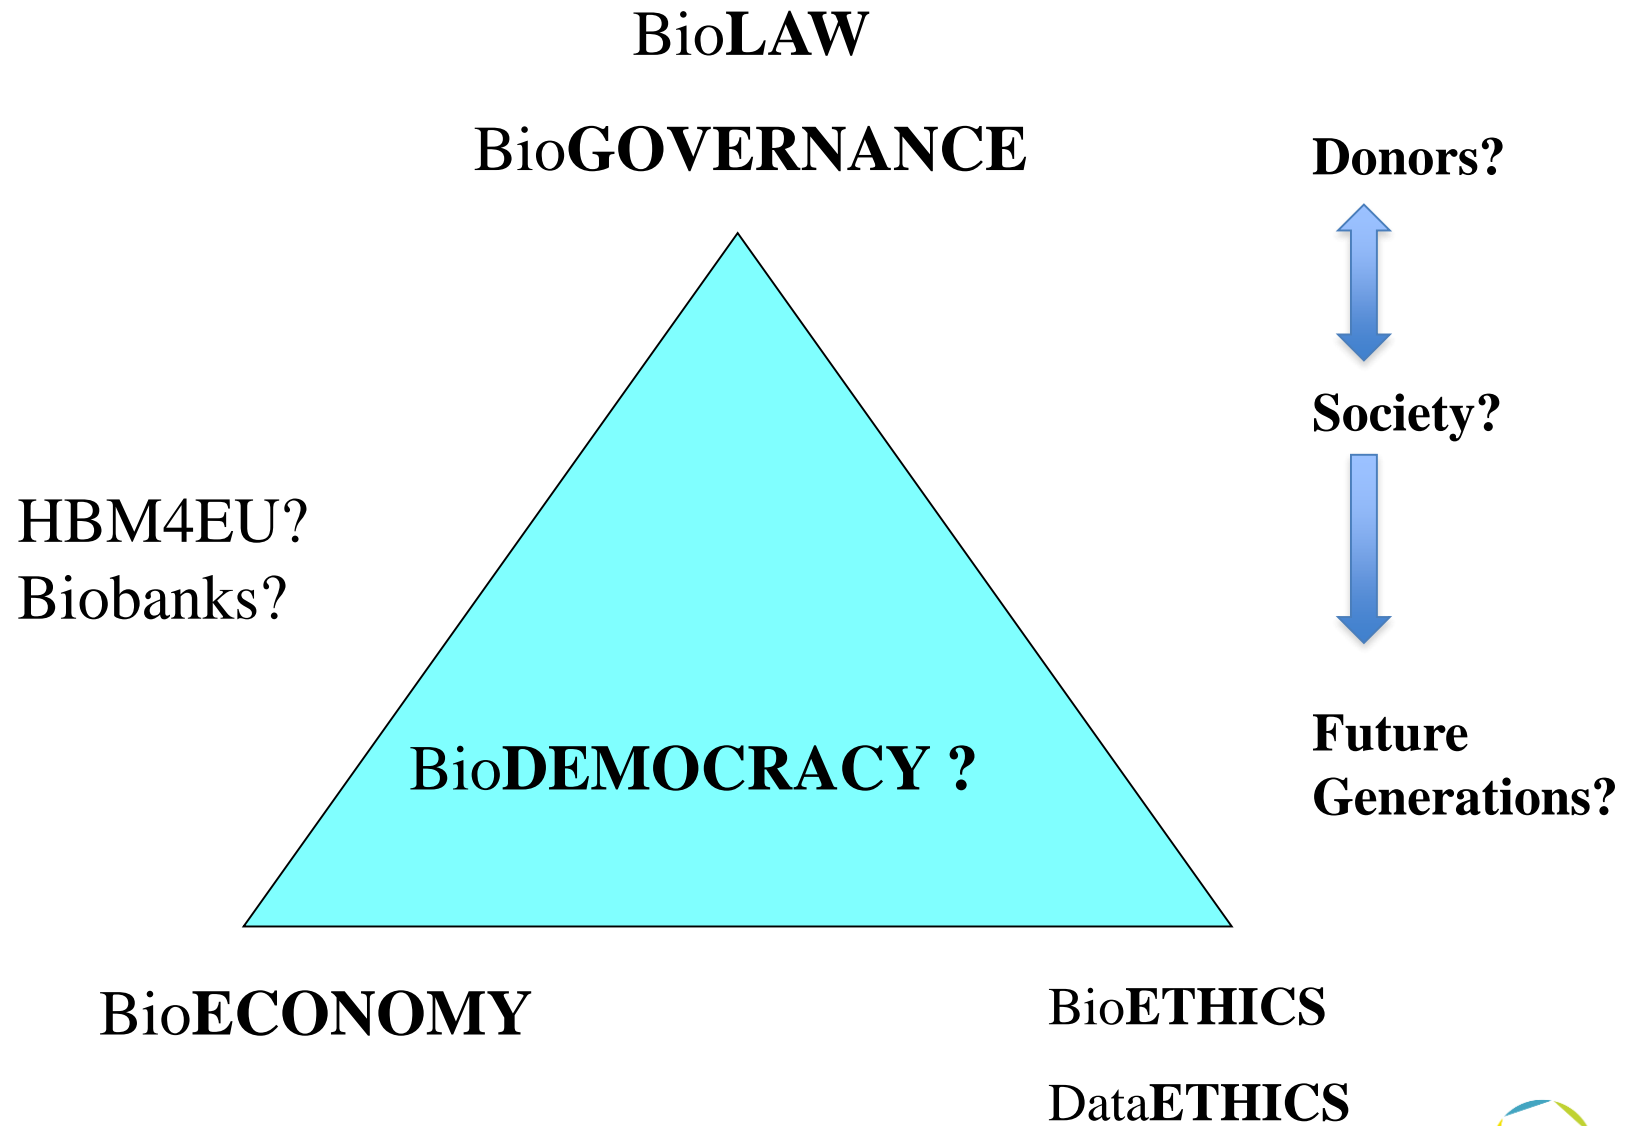 BioLAW
BioGOVERNANCE
Donors?
Society?
HBM4EU?
Biobanks?
Future
Generations?
BioDEMOCRACY ?
BioECONOMY
BioETHICS
DataETHICS